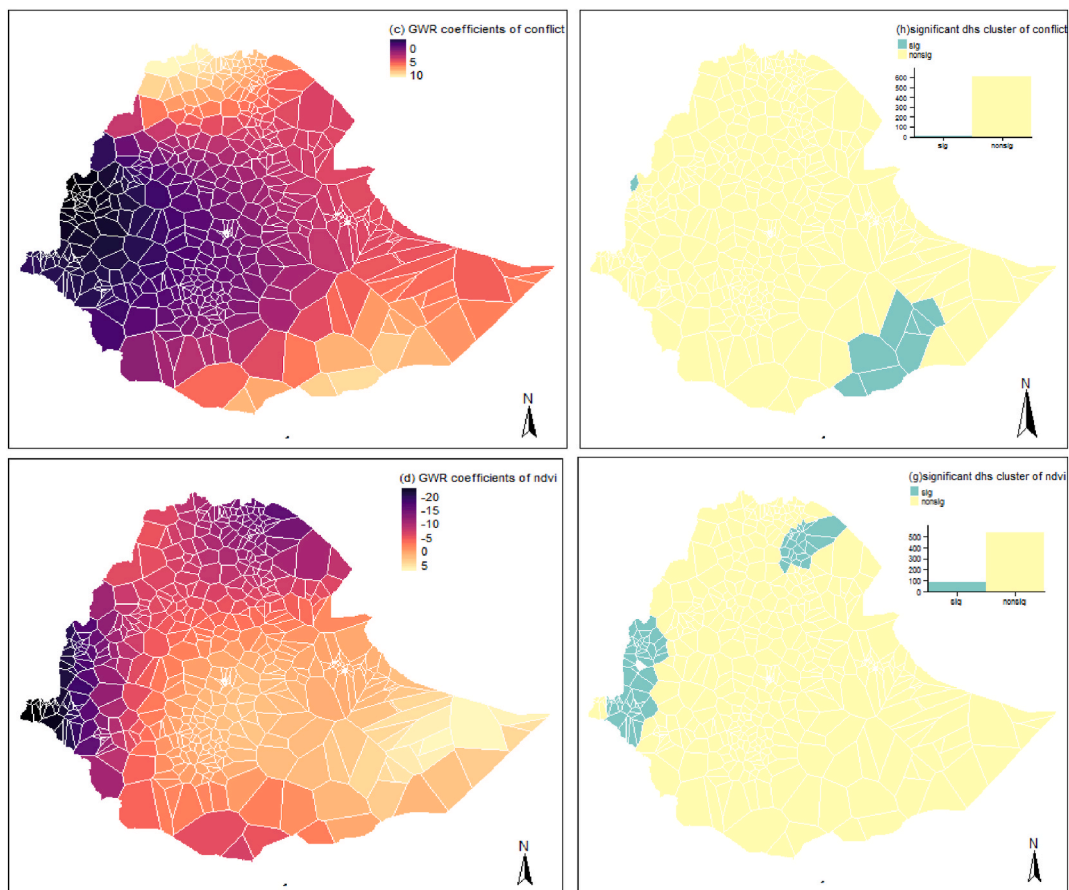 (c) GWR coefficients of conflict
0
5
10
N
(h)significant dhs cluster of conflict
sig
nonsig
600
500
400
300
200
100
0
sig
nonsig
N
(d) GWR coefficients of ndvi
-20
-15
-10
-5
0
5
N
(g)significant dhs cluster of ndvi
sig
nonsig
500
400
300
200
100
0
sig
nonsig
N